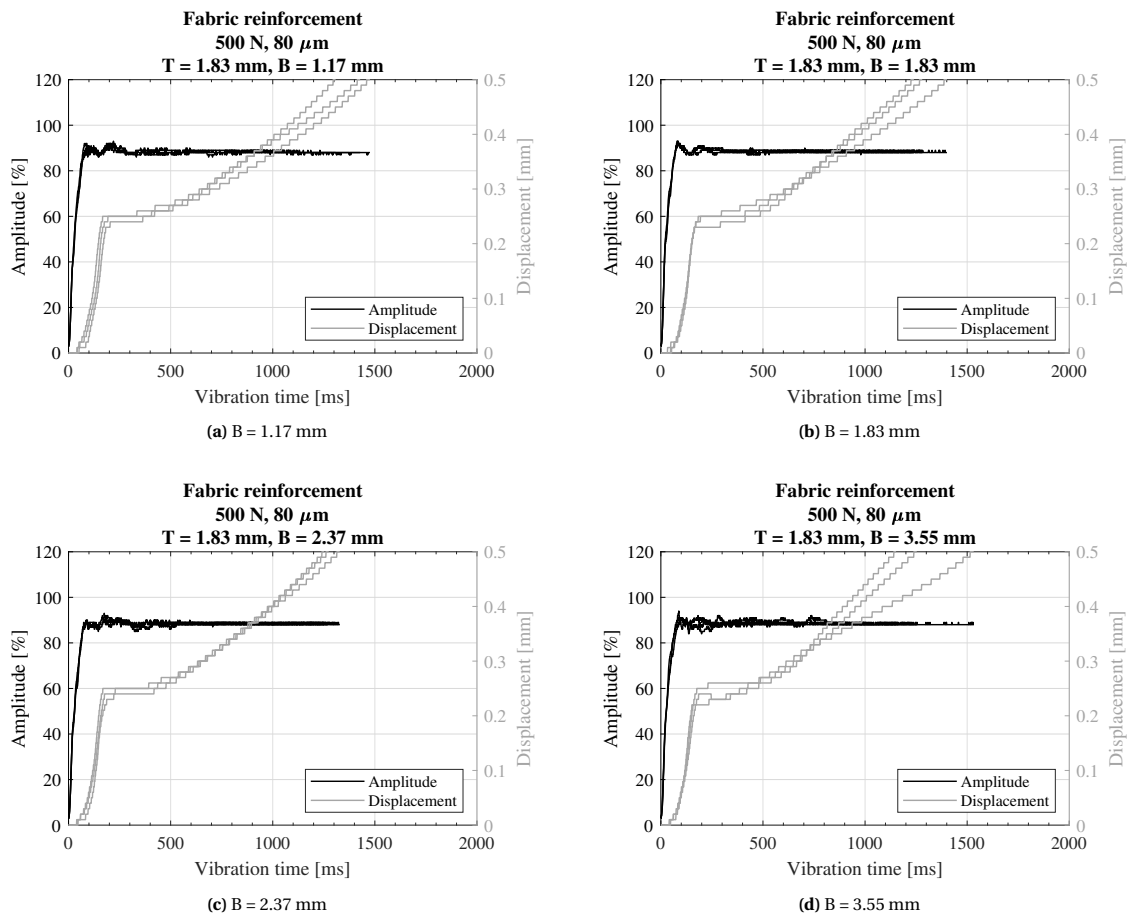 Fabric reinforcement
500 N, 80 μm
T = 1.83 mm, B = 1.17 mm
120
100
80
60
40
20
0
Amplitude [%]
0.5
0.4
0.3
0.2
0.1
0
Displacement [mm]
Amplitude
Displacement
0 500 1000 1500 2000
Vibration time [ms]
(a) B = 1.17 mm
Fabric reinforcement
500 N, 80 μm
T = 1.83 mm, B = 1.83 mm
120
100
80
60
40
20
0
Amplitude [%]
0.5
0.4
0.3
0.2
0.1
0
Displacement [mm]
Amplitude
Displacement
0 500 1000 1500 2000
Vibration time [ms]
(b) B = 1.83 mm
Fabric reinforcement
500 N, 80 μm
T = 1.83 mm, B = 2.37 mm
120
100
80
60
40
20
0
Amplitude [%]
0.5
0.4
0.3
0.2
0.1
0
Displacement [mm]
Amplitude
Displacement
0 500 1000 1500 2000
Vibration time [ms]
(c) B = 2.37 mm
Fabric reinforcement
500 N, 80 μm
T = 1.83 mm, B = 3.55 mm
120
100
80
60
40
20
0
Amplitude [%]
0.5
0.4
0.3
0.2
0.1
0
Displacement [mm]
Amplitude
Displacement
0 500 1000 1500 2000
Vibration time [ms]
(d) B = 3.55 mm